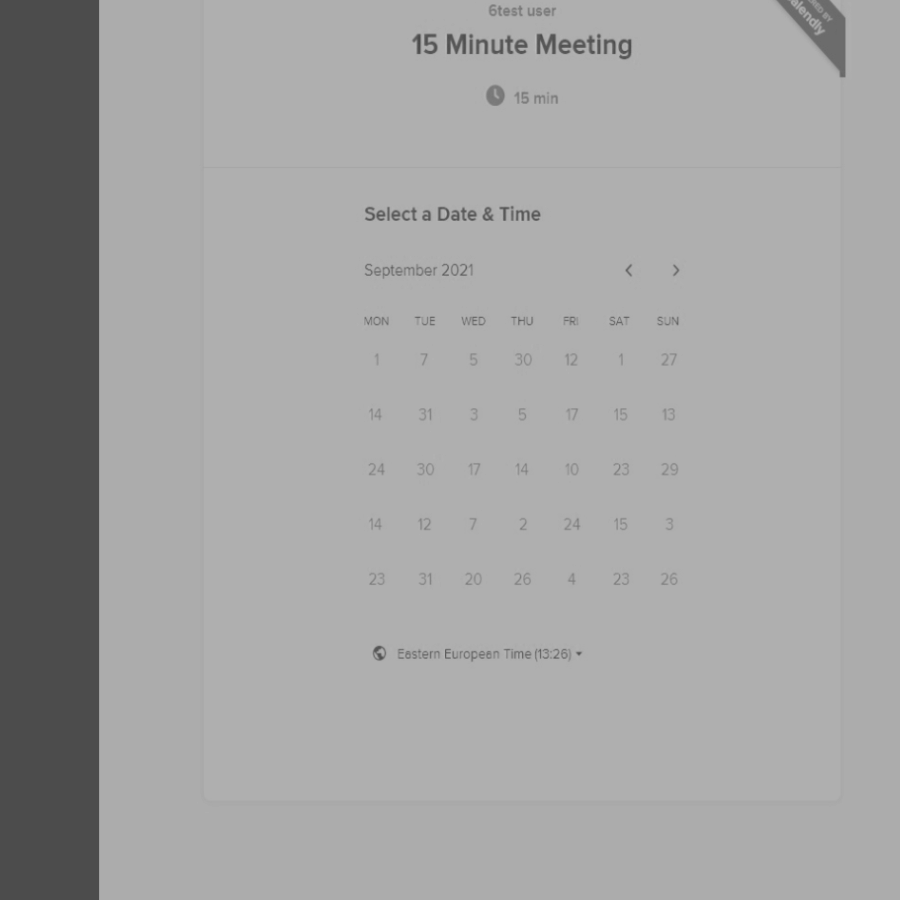 6test user
15 Minute Meeting
15 min
Select a Date & Time
September 2021
MON TUE WED THU FRI SAT SUN
1 7 5 30 12 1 27
14 31 3 5 17 15 13
24 30 17 14 10 23 29
14 12 7 2 24 15 3
23 31 20 26 4 23 26
Eastern European Time (13:26)